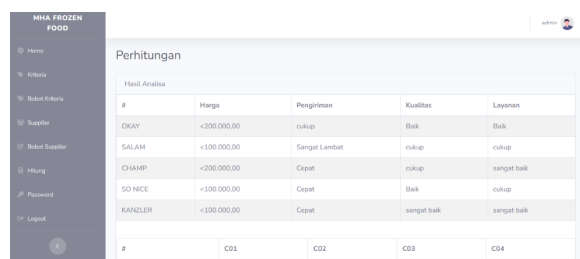 MHA FROZEN
FOOD
admin
Home
Kriteria
Bobot Kriteria
Supplier
Bobot Supplier
Hitung
Password
Logout
Perhitungan
Hasil Analisa
# Harga Pengiriman Kualitas Layanan
OKAY <200.000,00 cukup Baik Baik
SALAM <100.000,00 Sangat Lambat cukup cukup
CHAMP <200.000,00 Cepat cukup sangat baik
SO NICE <100.000,00 Cepat Baik cukup
KANZLER <100.000,00 Cepat sangat baik sangat baik
# C01 C02 C03 C04